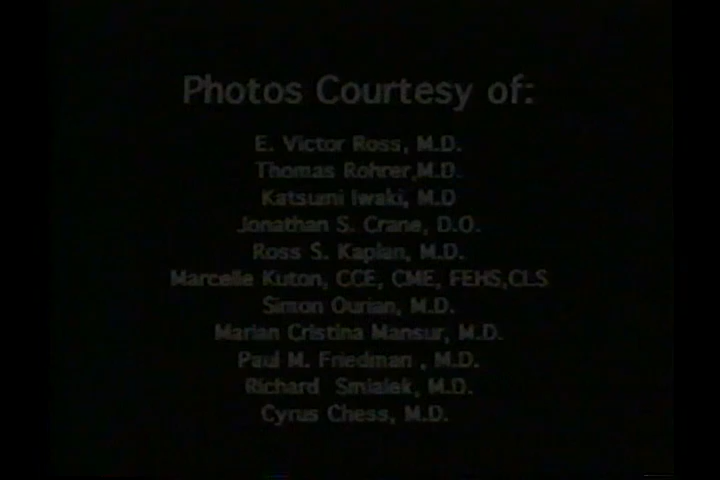 Photos Courtesy of:
E. Victor Ross, M.D.
Thomas Rohrer,M.D.
Katsumi Iwaki, M.D
Jonathan S. Crane, D.O.
Ross S. Kaplan, M.D.
Marcelle Kuton, CCE, CME, FEHS,CLS
Simon Ourian, M.D.
Marian Cristina Mansur, M.D.
Paul M. Friedman , M.D.
Richard Smialek, M.D.
Cyrus Chess, M.D.